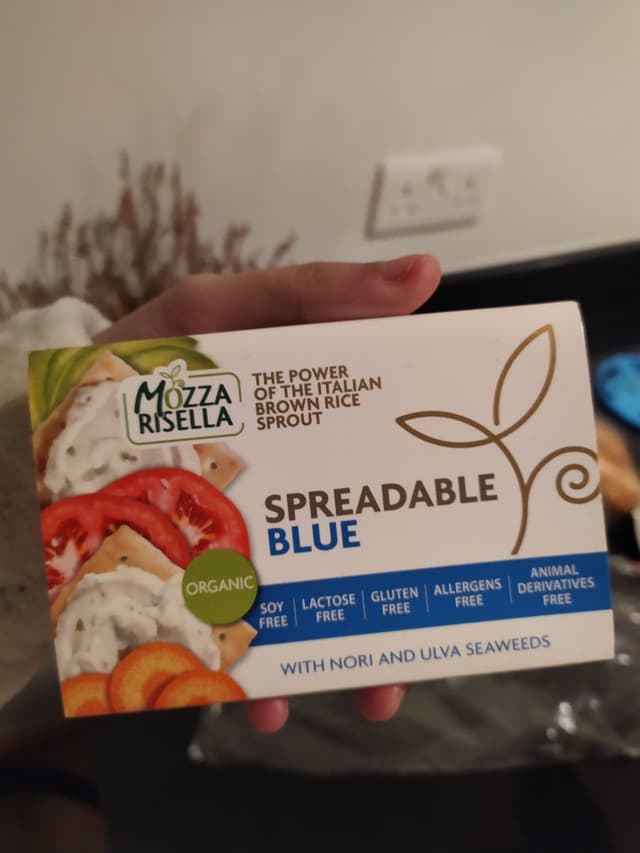 MOZZA
RISELLA
THE POWER
OF THE ITALIAN
BROWN RICE
SPROUT
SPREADABLE
BLUE
ORGANIC
SOY
FREE
LACTOSE
FREE
GLUTEN
FREE
ALLERGENS
FREE
ANIMAL
DERIVATIVES
FREE
WITH NORI AND ULVA SEAWEEDS